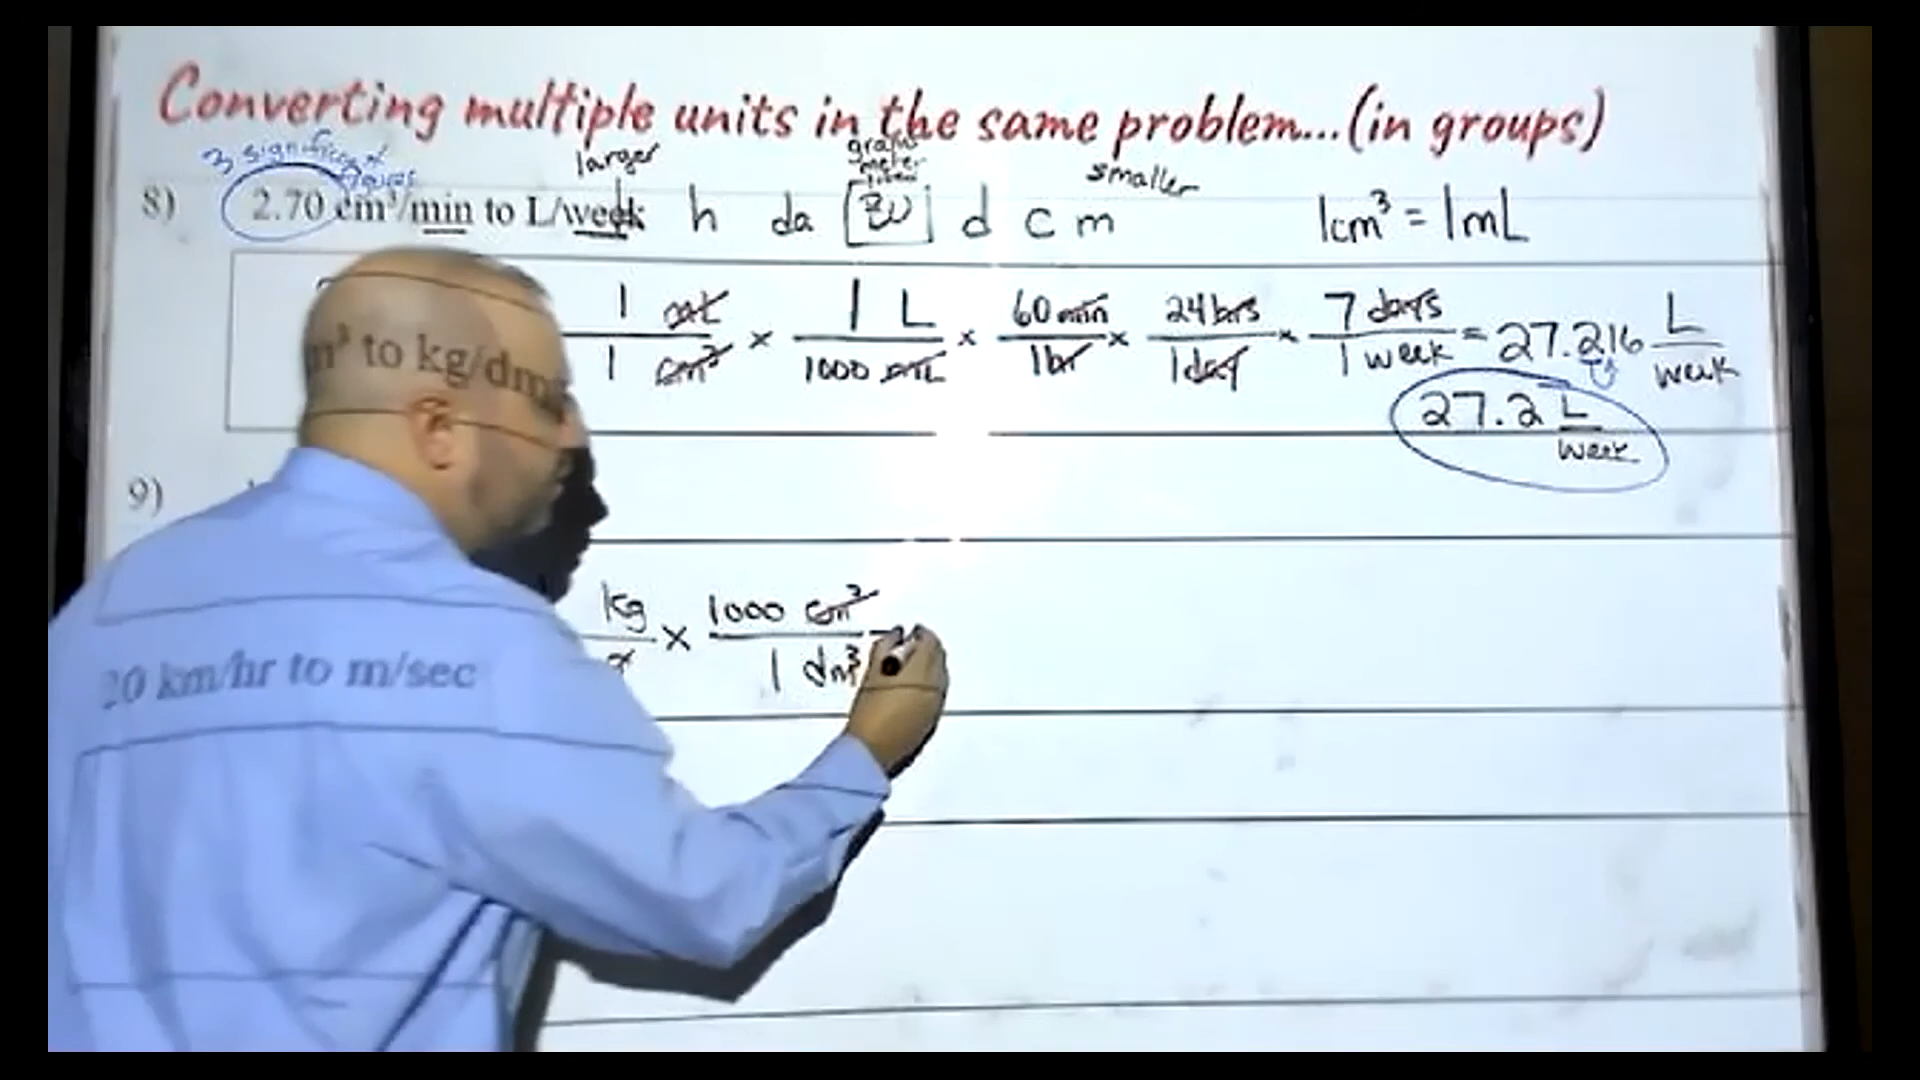 Converting multiple units in the same problem...(in groups)
3 significant figures
larger
grams
meter
liter
smaller
8) 2.70 cm³/min to L/week h da [BU] d c m 1cm³ = 1mL
1 mL / 1 cm³ × 1 L / 1000 mL × 60 min / 1 hr × 24 hrs / 1 day × 7 days / 1 week = 27.216 L / week
27.2 L / week
m³ to kg/dm
9)
kg × 1000 cm³ / 1 dm³ =
20 km/hr to m/sec